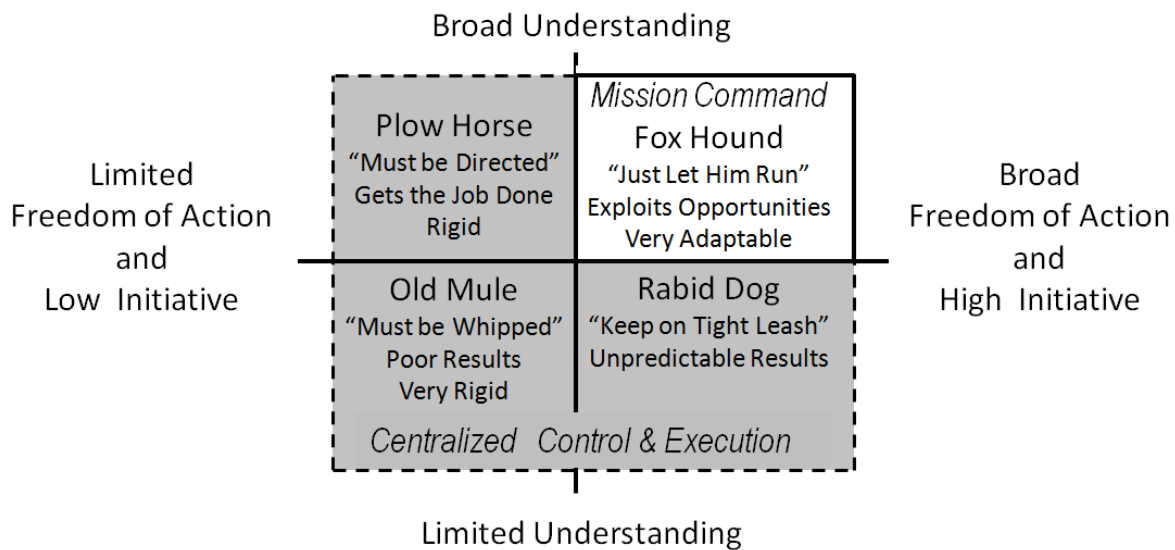 Broad Understanding
Limited
Freedom of Action
and
Low Initiative
Plow Horse
“Must be Directed”
Gets the Job Done
Rigid
Mission Command
Fox Hound
“Just Let Him Run”
Exploits Opportunities
Very Adaptable
Broad
Freedom of Action
and
High Initiative
Old Mule
“Must be Whipped”
Poor Results
Very Rigid
Rabid Dog
“Keep on Tight Leash”
Unpredictable Results
Centralized Control & Execution
Limited Understanding